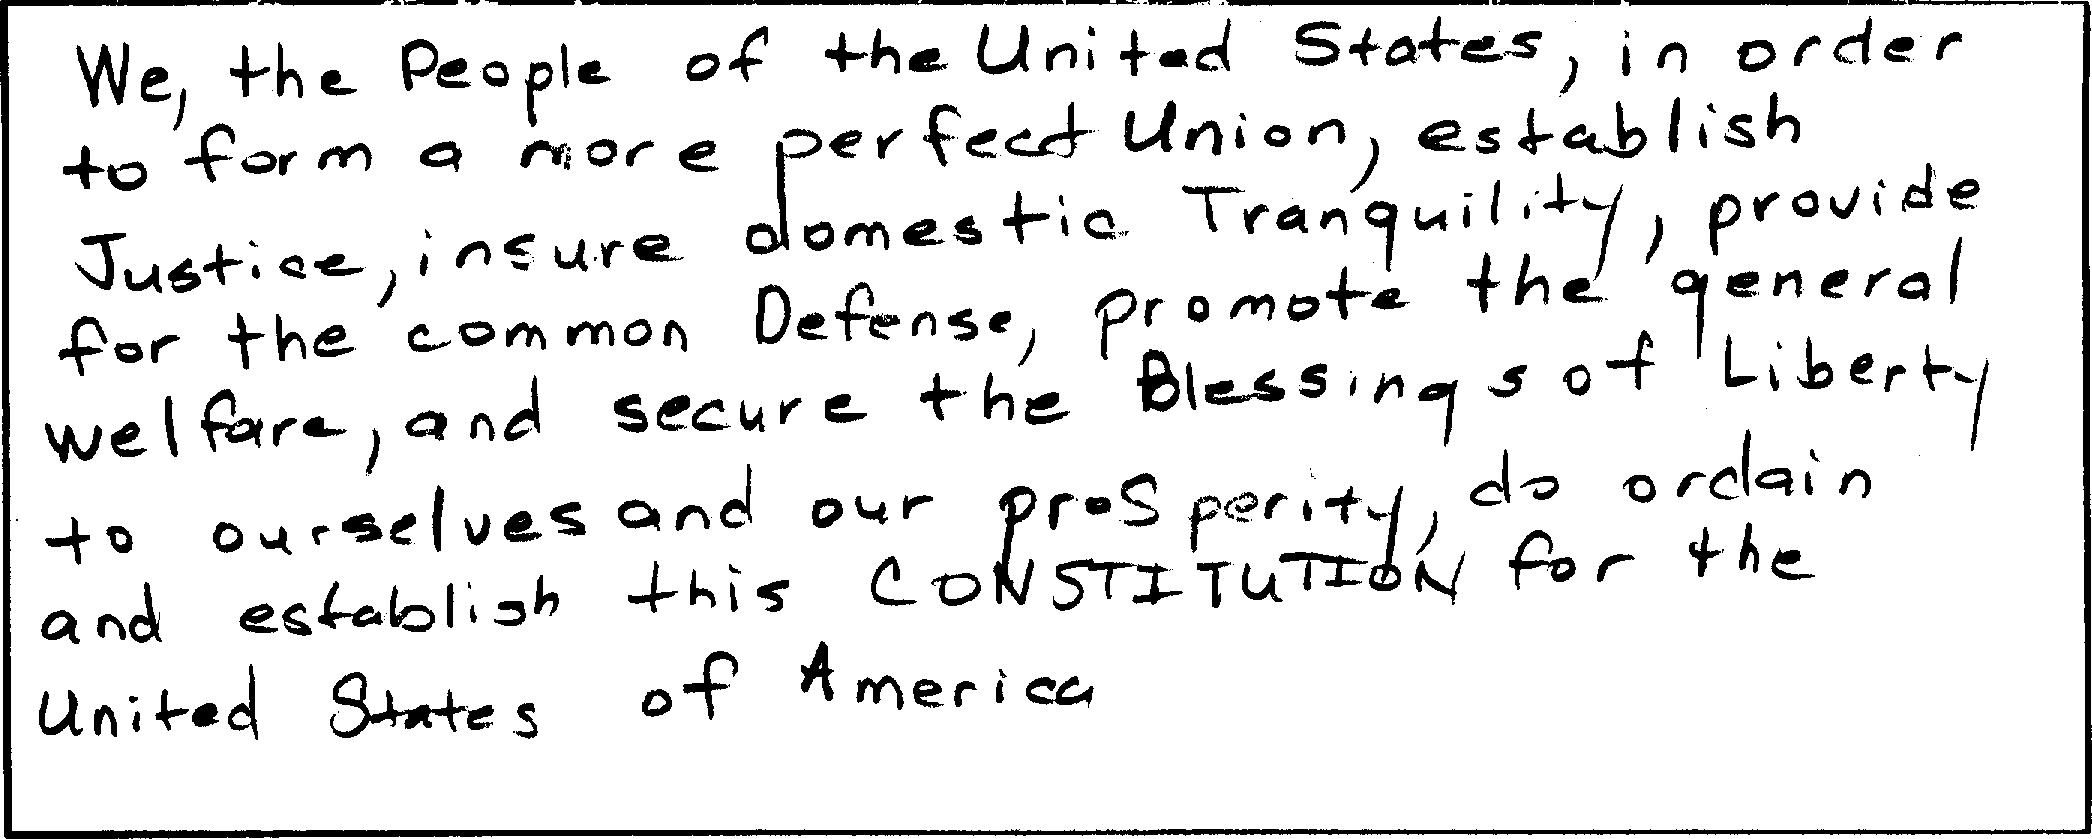 We, the People of the United States, in order
to form a more perfect Union, establish
Justice, insure domestic Tranquility, provide
for the common Defense, promote the general
welfare, and secure the Blessings of Liberty
to ourselves and our prosperity, do ordain
and establish this CONSTITUTION for the
United States of America